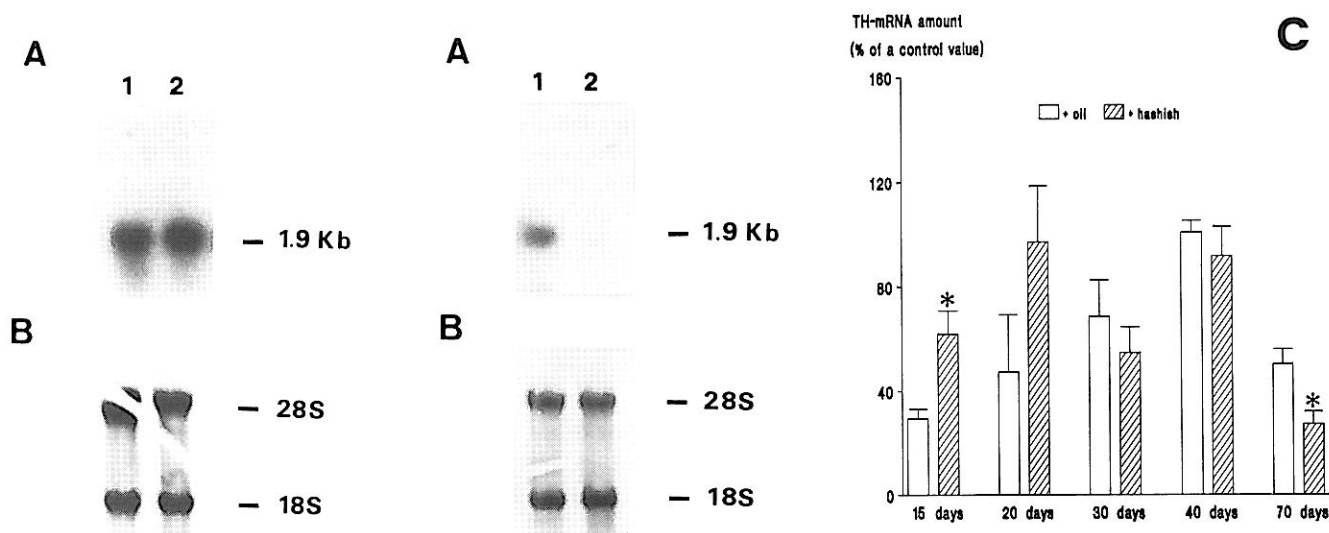 A
1 2
1.9 Kb
B
28S
18S
A
1 2
1.9 Kb
B
28S
18S
TH-mRNA amount
(% of a control value)
C
160
+ oil + hashish
120
80
40
*
*
0
15 days 20 days 30 days 40 days 70 days